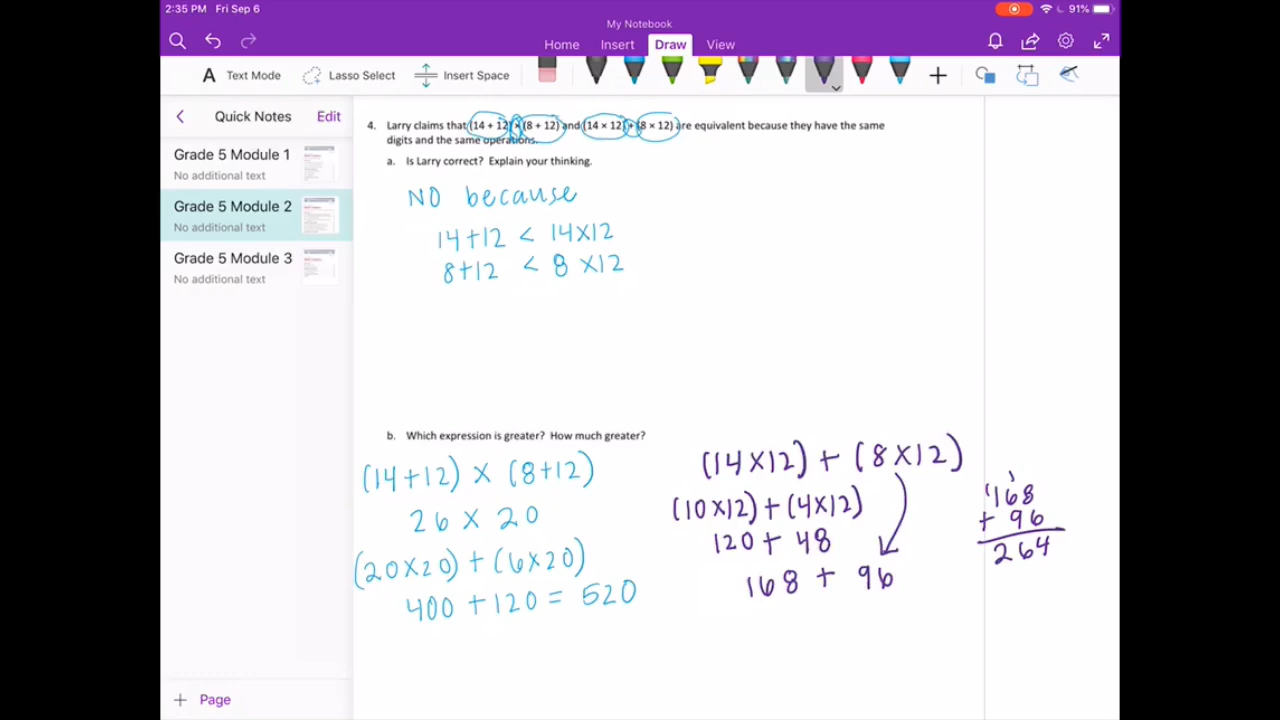 2:35 PM Fri Sep 6
91%
My Notebook
Home Insert Draw View
A Text Mode Lasso Select Insert Space
Quick Notes Edit
Grade 5 Module 1
No additional text
Grade 5 Module 2
No additional text
Grade 5 Module 3
No additional text
Page
4. Larry claims that (14 + 12) × (8 + 12) and (14 × 12) + (8 × 12) are equivalent because they have the same
digits and the same operations.
a. Is Larry correct? Explain your thinking.
NO because
14+12 < 14×12
8+12 < 8 ×12
b. Which expression is greater? How much greater?
(14+12) × (8+12)
26 × 20
(20×20) + (6×20)
400 +120 = 520
(14×12) + (8×12)
(10×12)+(4×12)
120 + 48
168 + 96
1 1
168
+ 96
264